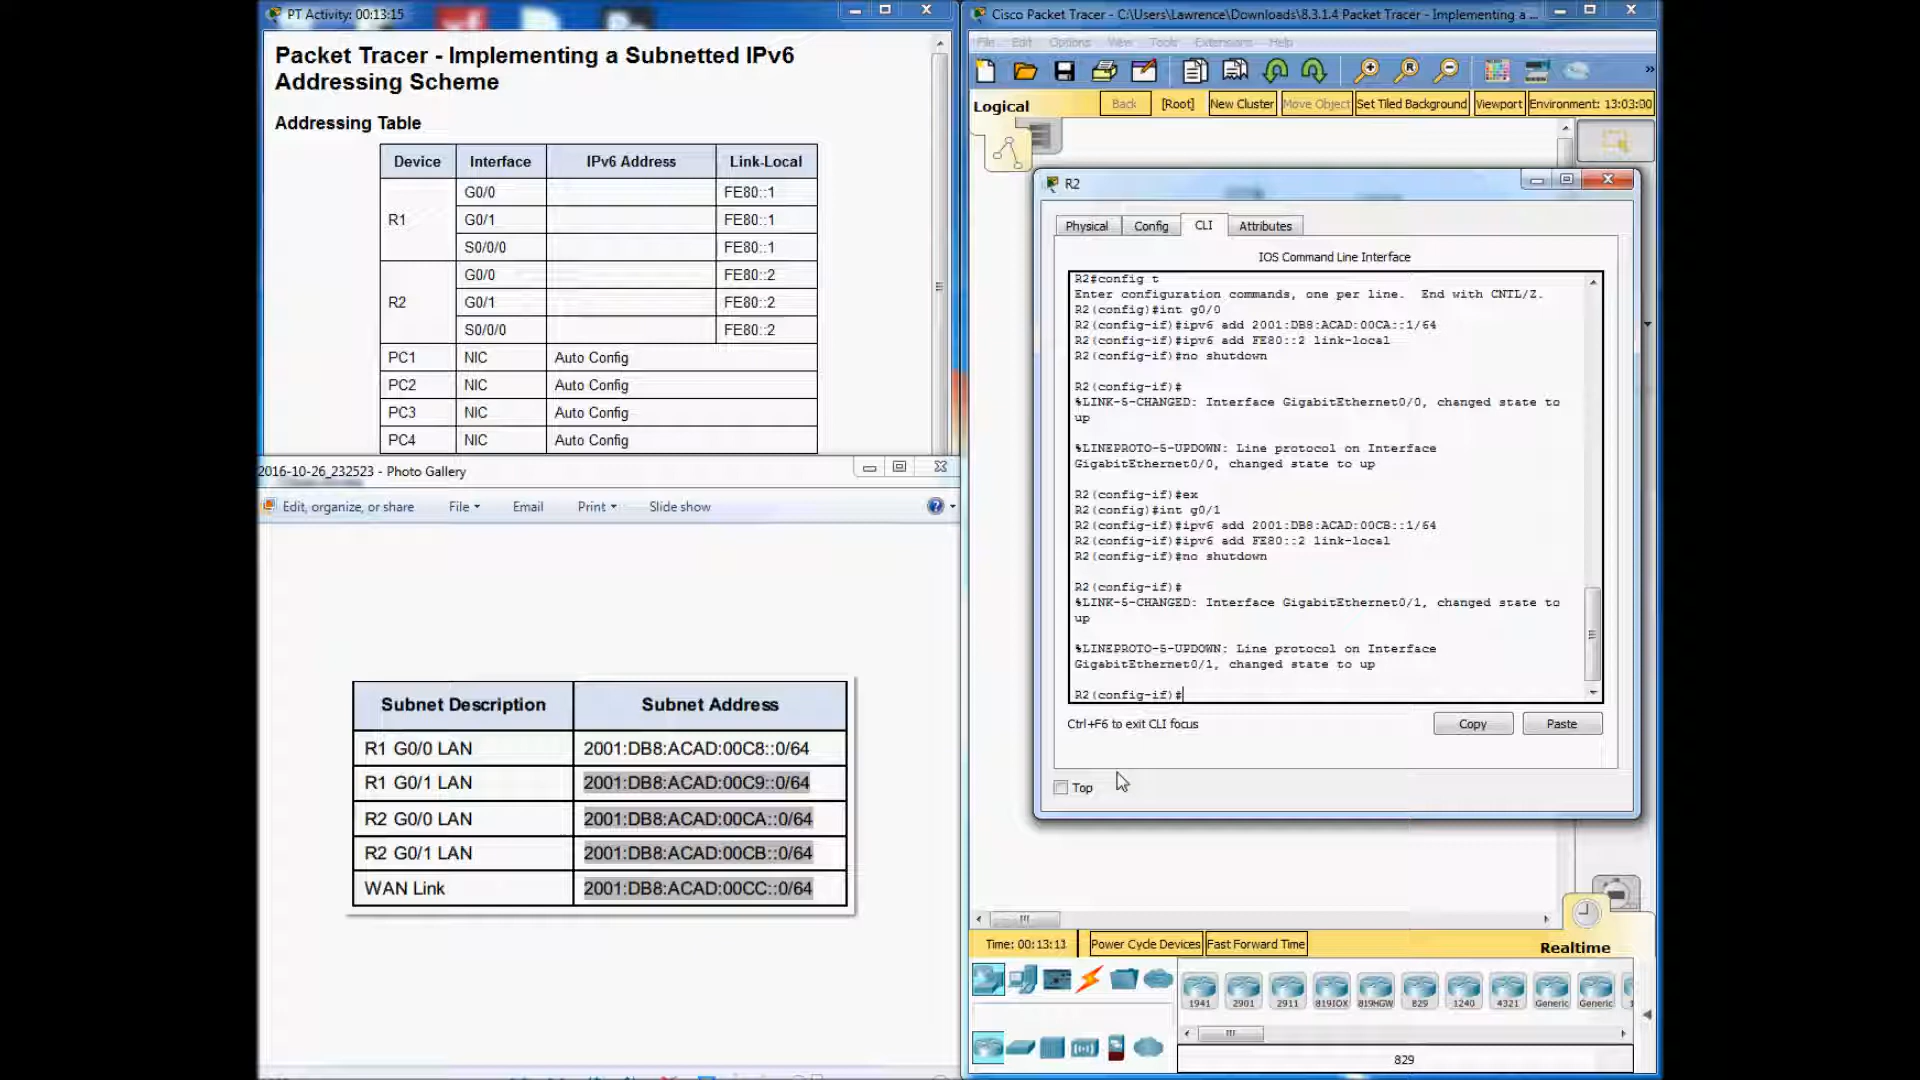 PT Activity: 00:13:15
Packet Tracer - Implementing a Subnetted IPv6
Addressing Scheme
Addressing Table
Device Interface IPv6 Address Link-Local
R1 G0/0 FE80::1
G0/1 FE80::1
S0/0/0 FE80::1
R2 G0/0 FE80::2
G0/1 FE80::2
S0/0/0 FE80::2
PC1 NIC Auto Config
PC2 NIC Auto Config
PC3 NIC Auto Config
PC4 NIC Auto Config
2016-10-26_232523 - Photo Gallery
Edit, organize, or share File Email Print Slide show
Subnet Description Subnet Address
R1 G0/0 LAN 2001:DB8:ACAD:00C8::0/64
R1 G0/1 LAN 2001:DB8:ACAD:00C9::0/64
R2 G0/0 LAN 2001:DB8:ACAD:00CA::0/64
R2 G0/1 LAN 2001:DB8:ACAD:00CB::0/64
WAN Link 2001:DB8:ACAD:00CC::0/64
Cisco Packet Tracer - C:\Users\Lawrence\Downloads\8.3.1.4 Packet Tracer - Implementing a ...
File Edit Options View Tools Extensions Help
Logical Back [Root] New Cluster Move Object Set Tiled Background Viewport Environment: 13:03:00
R2
Physical Config CLI Attributes
IOS Command Line Interface
R2#config t
Enter configuration commands, one per line. End with CNTL/Z.
R2(config)#int g0/0
R2(config-if)#ipv6 add 2001:DB8:ACAD:00CA::1/64
R2(config-if)#ipv6 add FE80::2 link-local
R2(config-if)#no shutdown
R2(config-if)#
%LINK-5-CHANGED: Interface GigabitEthernet0/0, changed state to
up
%LINEPROTO-5-UPDOWN: Line protocol on Interface
GigabitEthernet0/0, changed state to up
R2(config-if)#ex
R2(config)#int g0/1
R2(config-if)#ipv6 add 2001:DB8:ACAD:00CB::1/64
R2(config-if)#ipv6 add FE80::2 link-local
R2(config-if)#no shutdown
R2(config-if)#
%LINK-5-CHANGED: Interface GigabitEthernet0/1, changed state to
up
%LINEPROTO-5-UPDOWN: Line protocol on Interface
GigabitEthernet0/1, changed state to up
R2(config-if)#
Ctrl+F6 to exit CLI focus Copy Paste
Top
Time: 00:13:13 Power Cycle Devices Fast Forward Time Realtime
1941 2901 2911 819IOX 819HGW 829 1240 4321 Generic Generic
829